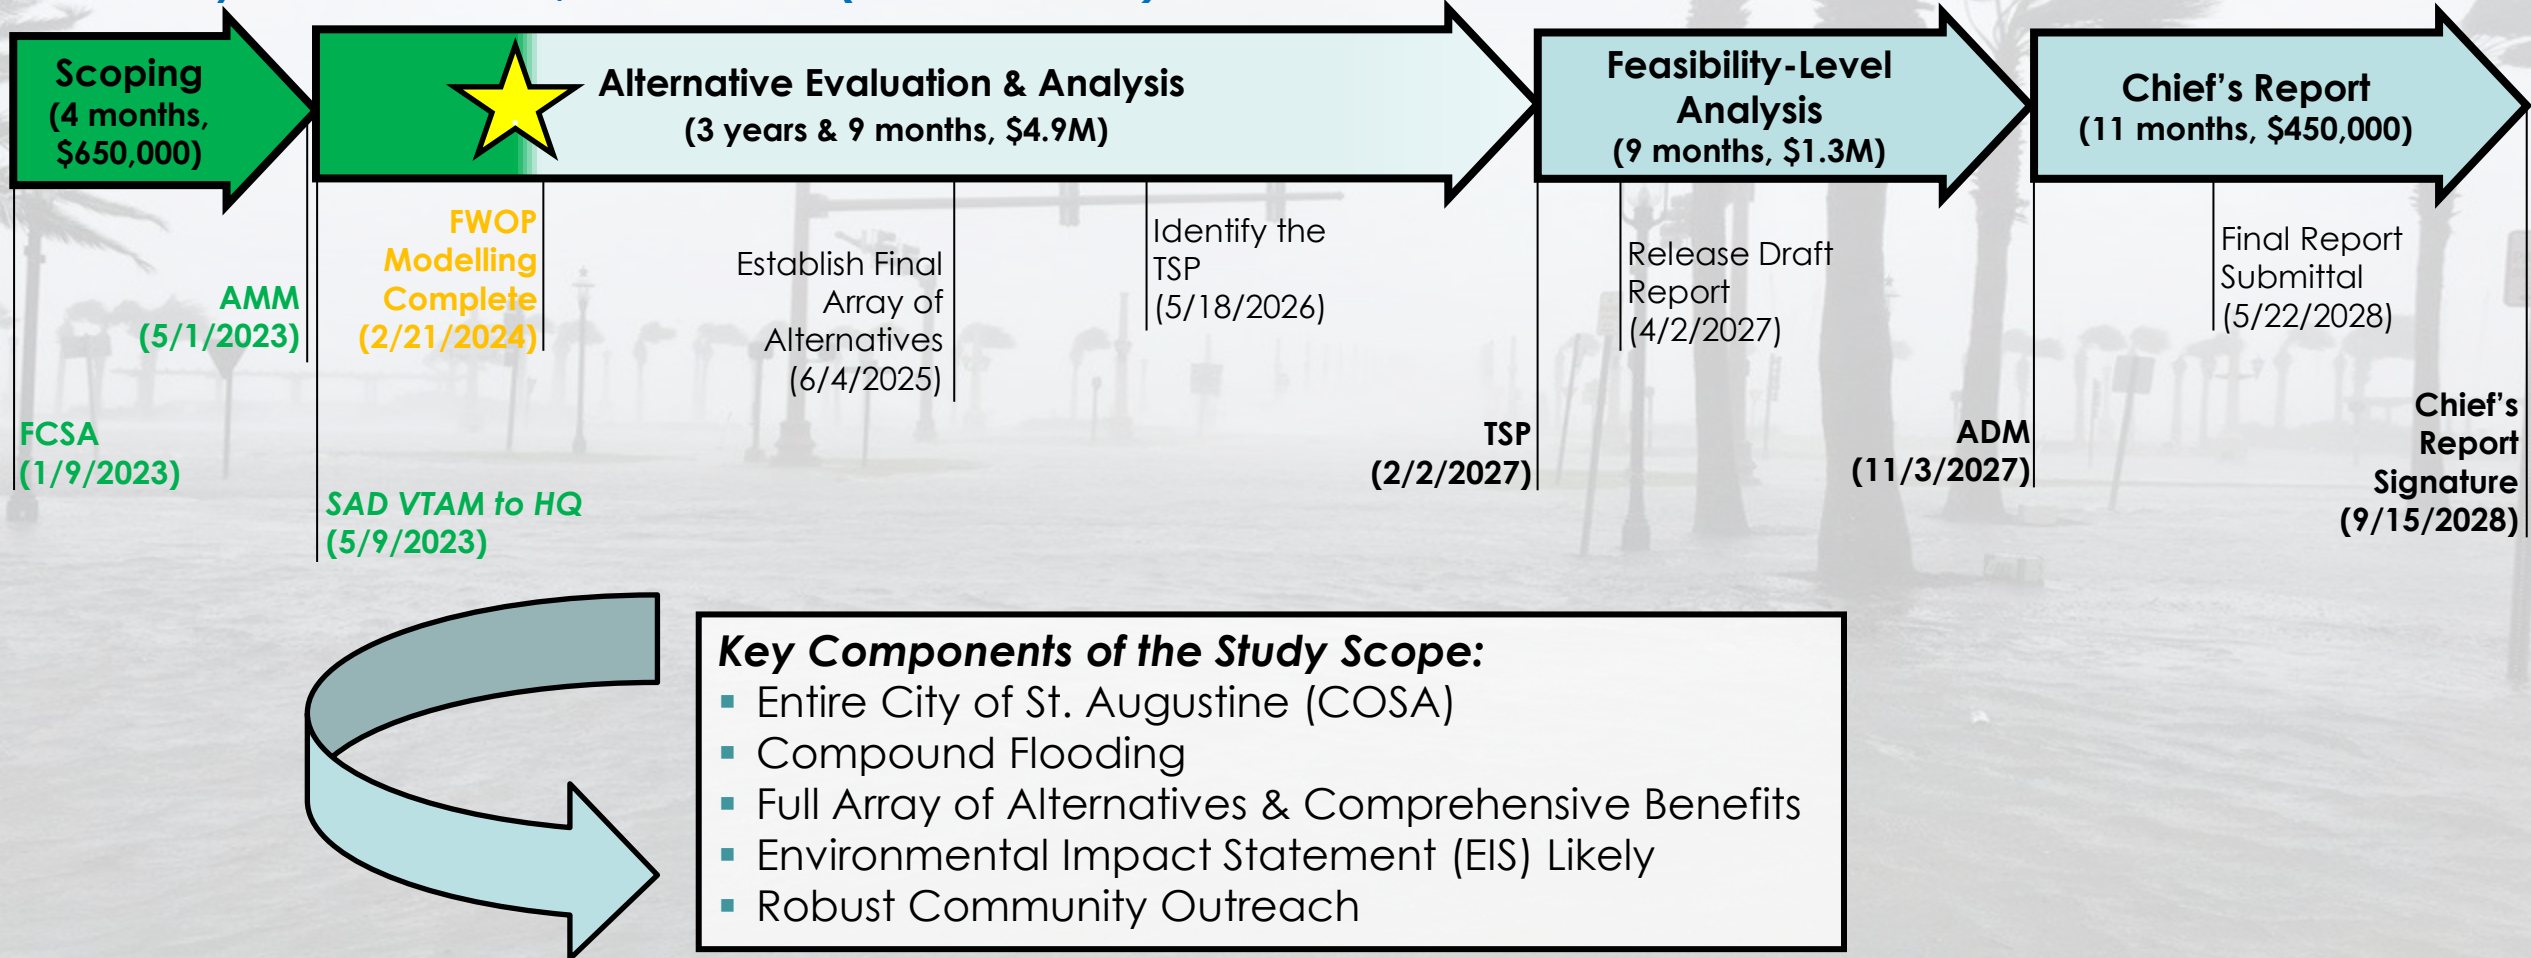 Scoping
(4 months,
$650,000)
Alternative Evaluation & Analysis
(3 years & 9 months, $4.9M)
Feasibility-Level
Analysis
(9 months, $1.3M)
Chief's Report
(11 months, $450,000)
FCSA
(1/9/2023)
AMM
(5/1/2023)
SAD VTAM to HQ
(5/9/2023)
FWOP
Modelling
Complete
(2/21/2024)
Establish Final
Array of
Alternatives
(6/4/2025)
Identify the
TSP
(5/18/2026)
TSP
(2/2/2027)
Release Draft
Report
(4/2/2027)
ADM
(11/3/2027)
Final Report
Submittal
(5/22/2028)
Chief's
Report
Signature
(9/15/2028)
Key Components of the Study Scope:
▪ Entire City of St. Augustine (COSA)
▪ Compound Flooding
▪ Full Array of Alternatives & Comprehensive Benefits
▪ Environmental Impact Statement (EIS) Likely
▪ Robust Community Outreach